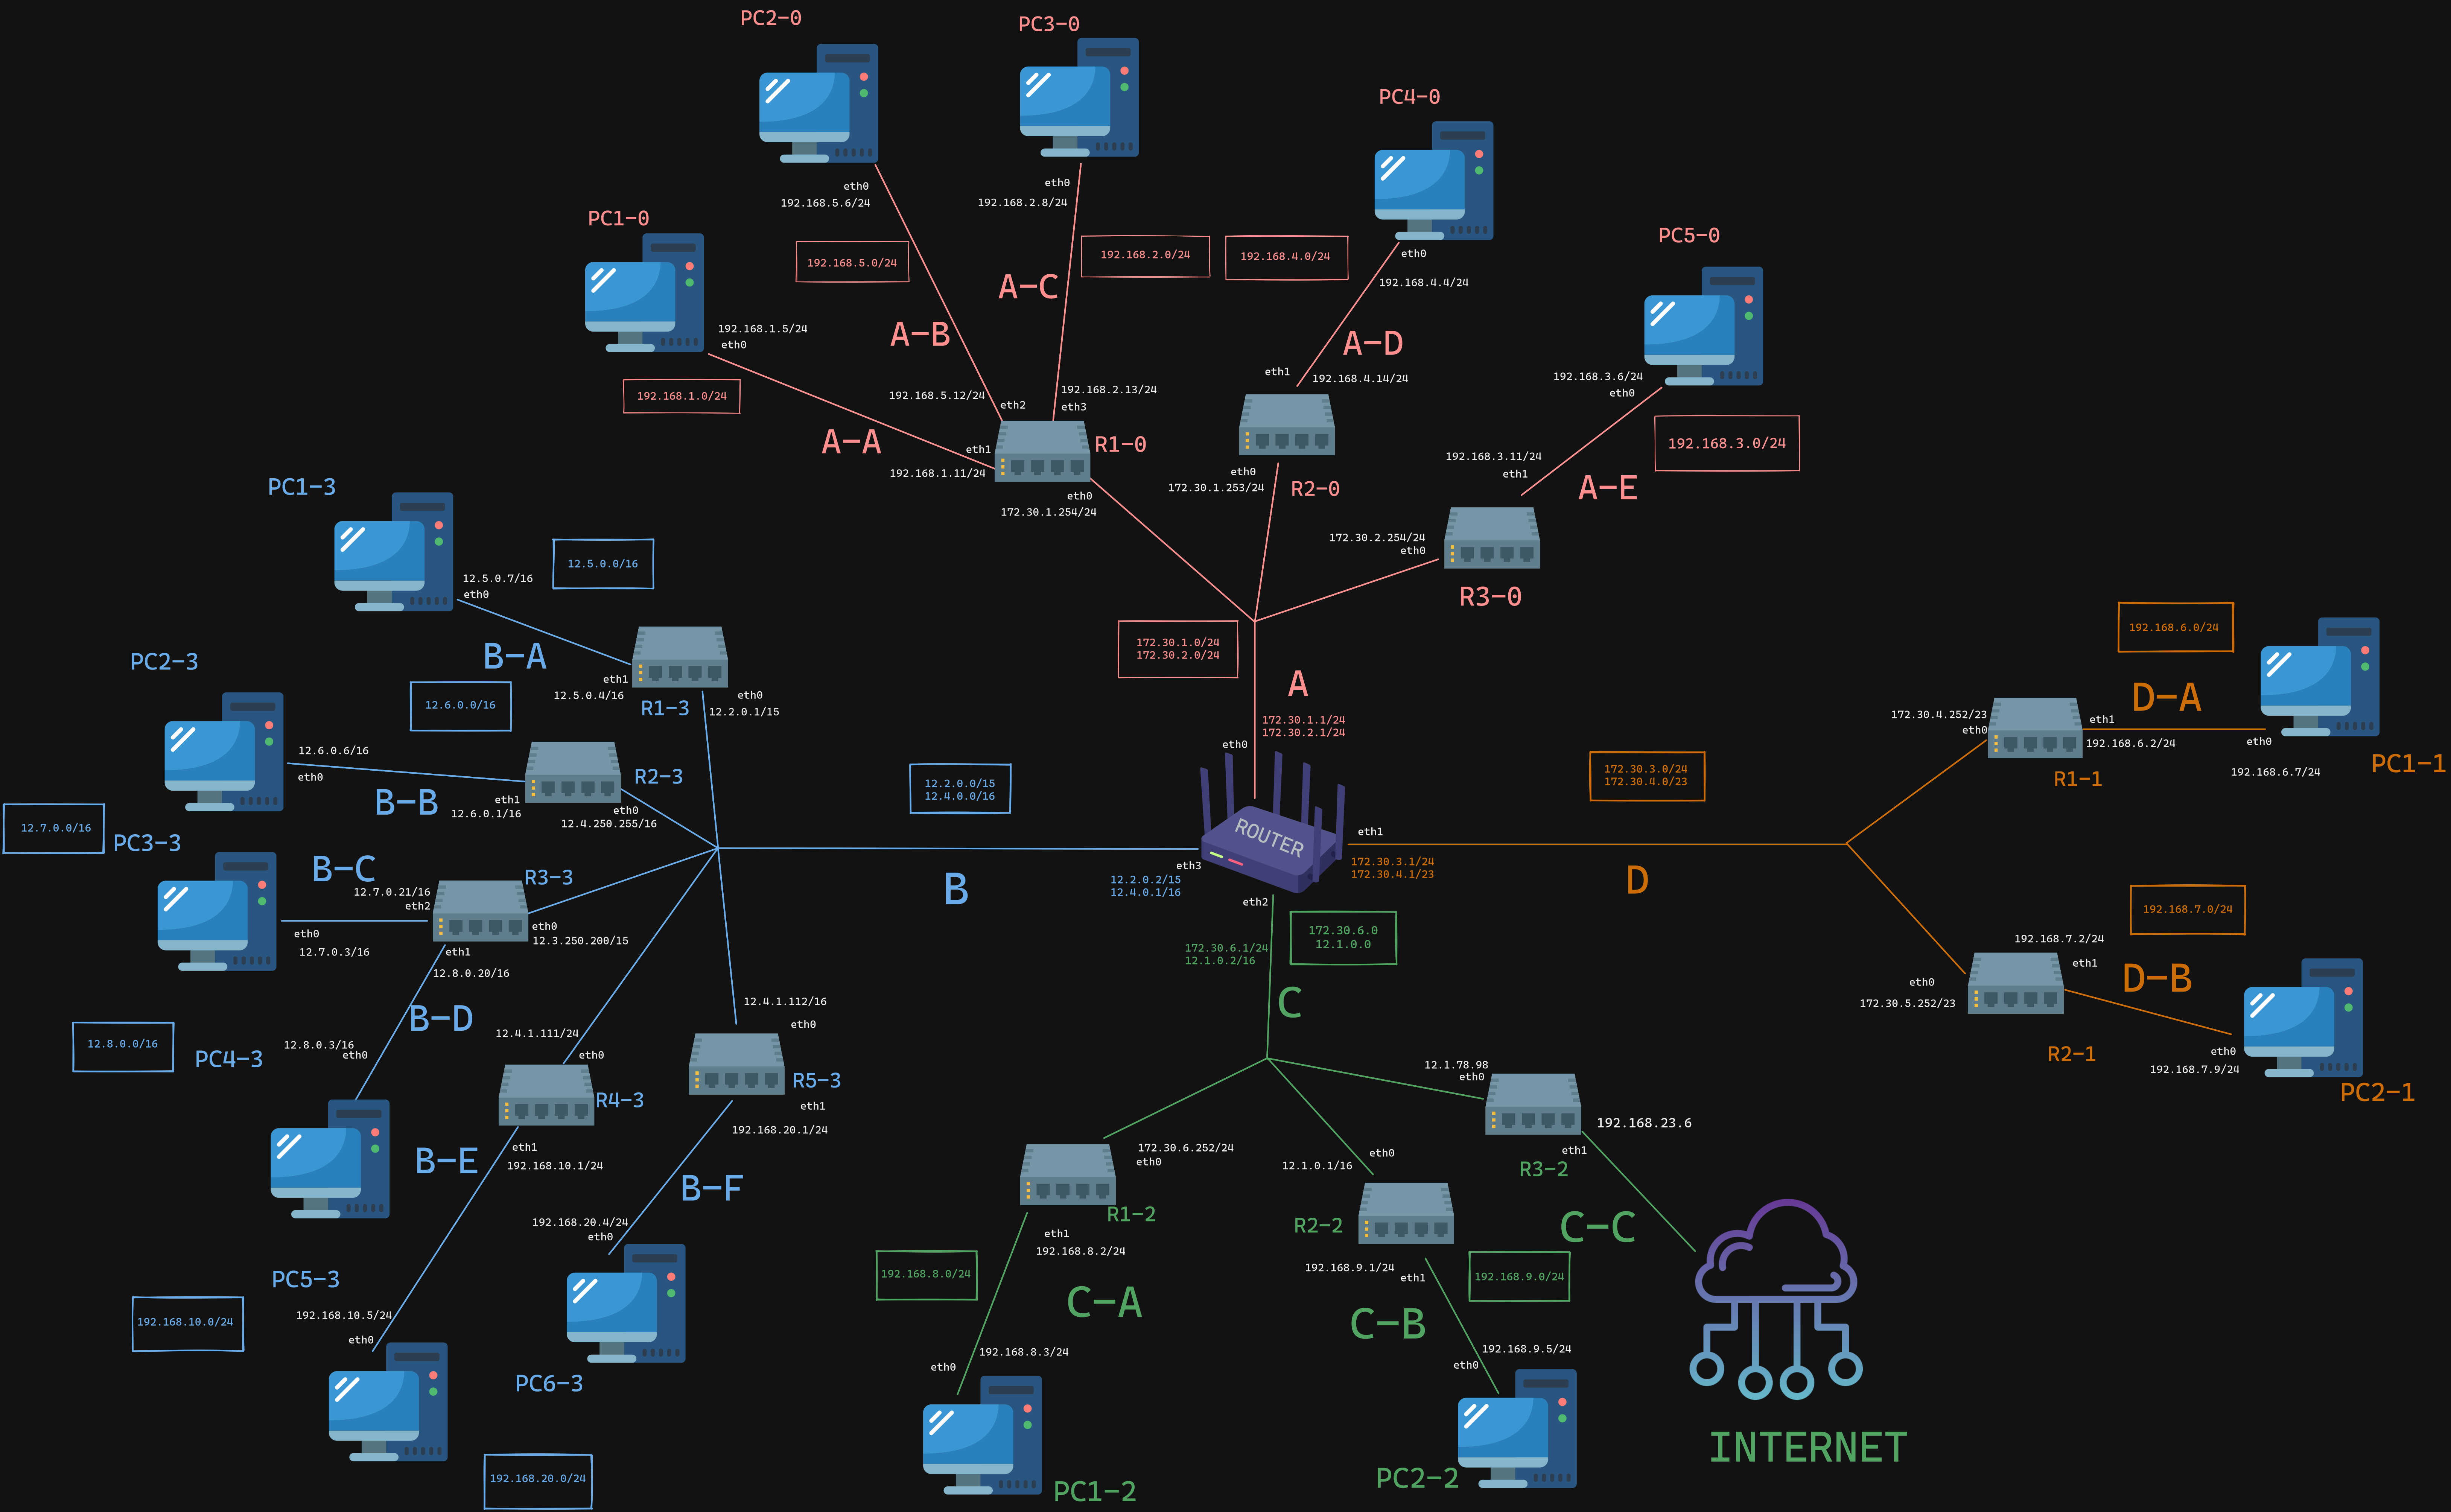 PC2-0
PC3-0
PC4-0
eth0
192.168.5.6/24
eth0
192.168.2.8/24
PC1-0
PC5-0
192.168.5.0/24
192.168.2.0/24
192.168.4.0/24
eth0
192.168.4.4/24
A-C
192.168.1.5/24
eth0
A-B
A-D
192.168.1.0/24
192.168.5.12/24
eth2
192.168.2.13/24
eth3
eth1
192.168.4.14/24
192.168.3.6/24
eth0
A-A
eth1
192.168.1.11/24
R1-0
192.168.3.0/24
192.168.3.11/24
eth1
eth0
172.30.1.253/24
R2-0
A-E
eth0
172.30.1.254/24
172.30.2.254/24
eth0
R3-0
PC1-3
12.5.0.0/16
12.5.0.7/16
eth0
PC2-3
B-A
eth1
12.5.0.4/16
R1-3
eth0
12.2.0.1/15
12.6.0.0/16
172.30.1.0/24
172.30.2.0/24
A
172.30.1.1/24
172.30.2.1/24
eth0
192.168.6.0/24
D-A
172.30.4.252/23
eth0
eth1
192.168.6.2/24
R1-1
eth0
192.168.6.7/24
PC1-1
12.6.0.6/16
eth0
B-B
eth1
12.6.0.1/16
R2-3
eth0
12.4.250.255/16
12.2.0.0/15
12.4.0.0/16
172.30.3.0/24
172.30.4.0/23
12.7.0.0/16
PC3-3
ROUTER
eth1
172.30.3.1/24
172.30.4.1/23
eth3
12.2.0.2/15
12.4.0.1/16
B
D
B-C
12.7.0.21/16
eth2
R3-3
eth0
12.7.0.3/16
eth0
12.3.250.200/15
eth1
12.8.0.20/16
eth2
172.30.6.0
12.1.0.0
172.30.6.1/24
12.1.0.2/16
C
192.168.7.0/24
192.168.7.2/24
eth1
D-B
eth0
172.30.5.252/23
R2-1
eth0
192.168.7.9/24
PC2-1
B-D
12.4.1.112/16
eth0
12.4.1.111/24
eth0
12.8.0.0/16
12.8.0.3/16
eth0
PC4-3
R4-3
R5-3
eth1
192.168.20.1/24
12.1.78.98
eth0
192.168.23.6
eth1
R3-2
B-E
eth1
192.168.10.1/24
B-F
172.30.6.252/24
eth0
R1-2
eth0
12.1.0.1/16
R2-2
C-C
192.168.20.4/24
eth0
eth1
192.168.8.2/24
192.168.8.0/24
192.168.9.1/24
eth1
192.168.9.0/24
PC5-3
192.168.10.0/24
192.168.10.5/24
eth0
C-A
C-B
192.168.8.3/24
eth0
192.168.9.5/24
eth0
PC6-3
192.168.20.0/24
PC1-2
PC2-2
INTERNET